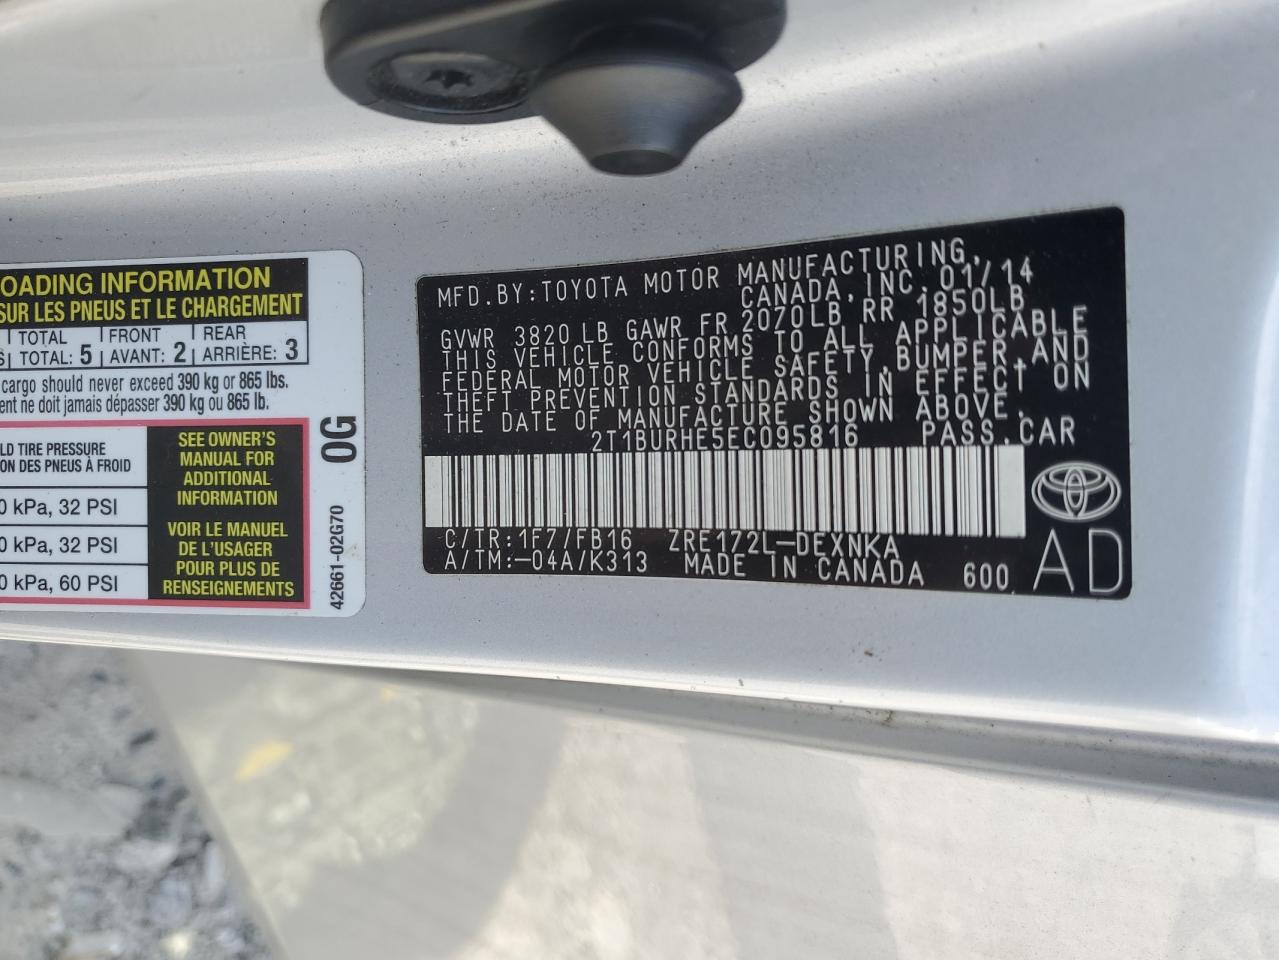 OADING INFORMATION
SUR LES PNEUS ET LE CHARGEMENT
TOTAL FRONT REAR
TOTAL: 5 AVANT: 2 ARRIÈRE: 3
cargo should never exceed 390 kg or 865 lbs.
ent ne doit jamais dépasser 390 kg ou 865 lb.
LD TIRE PRESSURE
ION DES PNEUS À FROID
0 kPa, 32 PSI
0 kPa, 32 PSI
0 kPa, 60 PSI
SEE OWNER'S
MANUAL FOR
ADDITIONAL
INFORMATION
VOIR LE MANUEL
DE L'USAGER
POUR PLUS DE
RENSEIGNEMENTS
42661-02G70 0G
MFD.BY:TOYOTA MOTOR MANUFACTURING,
CANADA,INC.01/14
GVWR 3820 LB GAWR FR 2070LB RR 1850LB
THIS VEHICLE CONFORMS TO ALL APPLICABLE
FEDERAL MOTOR VEHICLE SAFETY,BUMPER,AND
THEFT PREVENTION STANDARDS IN EFFECT ON
THE DATE OF MANUFACTURE SHOWN ABOVE.
2T1BURHE5EC095816 PASS.CAR
C/TR:1F7/FB16 ZRE172L-DEXNKA
A/TM:-04A/K313 MADE IN CANADA 600 AD